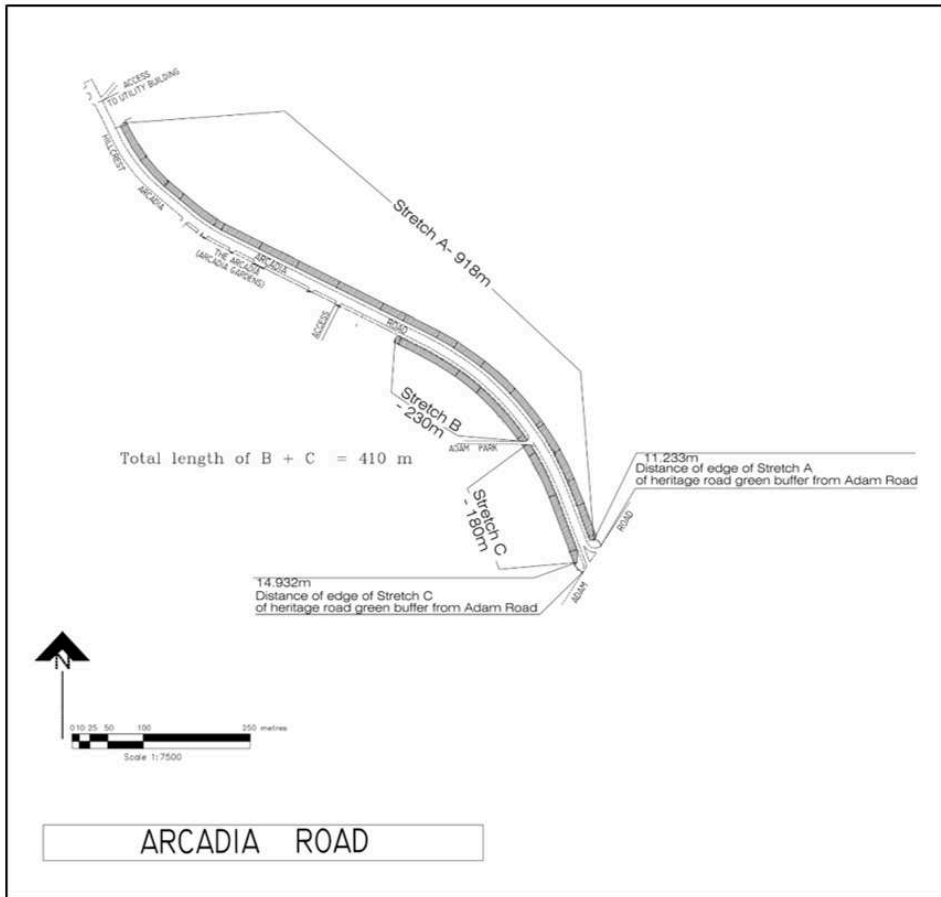 ACCESS
TO UTILITY BUILDING
HILLCREST
ARCADIA
THE ARCADIA
(ARCADIA GARDENS)
ARCADIA
ROAD
ACCESS
Stretch A- 918m
Stretch B
- 230m
ADAM PARK
Total length of B + C = 410 m
Stretch C
- 180m
11.233m
Distance of edge of Stretch A
of heritage road green buffer from Adam Road
ROAD
ADAM
14.932m
Distance of edge of Stretch C
of heritage road green buffer from Adam Road
N
0 10 25 50 100 250 metres
Scale 1:7500
ARCADIA ROAD